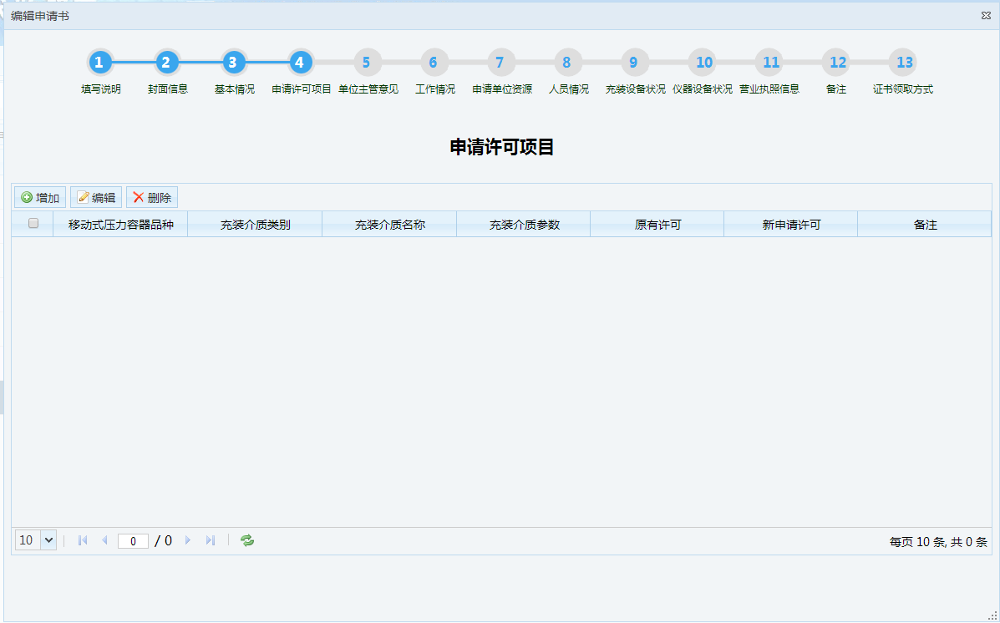 编辑申请书
1 2 3 4 5 6 7 8 9 10 11 12 13
填写说明 封面信息 基本情况 申请许可项目 单位主管意见 工作情况 申请单位资源 人员情况 充装设备状况 仪器设备状况 营业执照信息 备注 证书领取方式
申请许可项目
增加 编辑 删除
移动式压力容器品种 充装介质类别 充装介质名称 充装介质参数 原有许可 新申请许可 备注
10 0 / 0 每页 10 条, 共 0 条